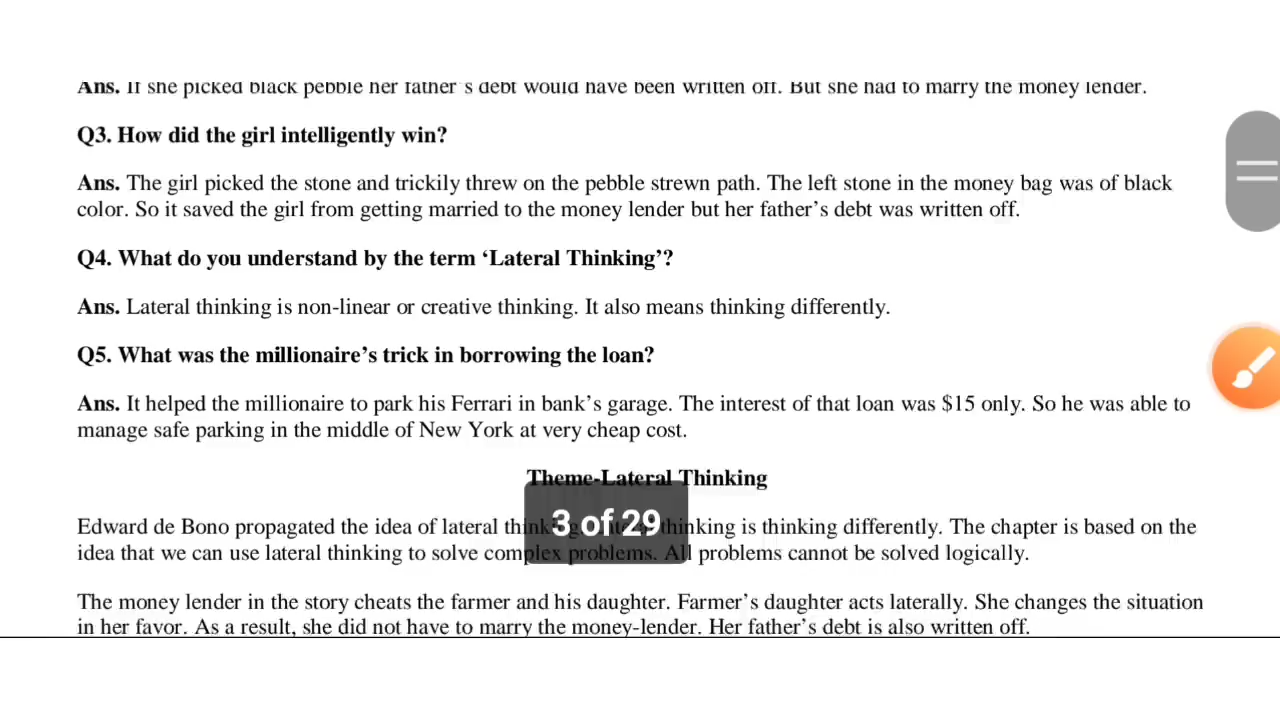 Ans. If she picked black pebble her father's debt would have been written off. But she had to marry the money lender.
Q3. How did the girl intelligently win?
Ans. The girl picked the stone and trickily threw on the pebble strewn path. The left stone in the money bag was of black
color. So it saved the girl from getting married to the money lender but her father’s debt was written off.
Q4. What do you understand by the term ‘Lateral Thinking’?
Ans. Lateral thinking is non-linear or creative thinking. It also means thinking differently.
Q5. What was the millionaire’s trick in borrowing the loan?
Ans. It helped the millionaire to park his Ferrari in bank’s garage. The interest of that loan was $15 only. So he was able to
manage safe parking in the middle of New York at very cheap cost.
Theme-Lateral Thinking
Edward de Bono propagated the idea of lateral thinking. Lateral thinking is thinking differently. The chapter is based on the
3 of 29
idea that we can use lateral thinking to solve complex problems. All problems cannot be solved logically.
The money lender in the story cheats the farmer and his daughter. Farmer’s daughter acts laterally. She changes the situation
in her favor. As a result, she did not have to marry the money-lender. Her father’s debt is also written off.